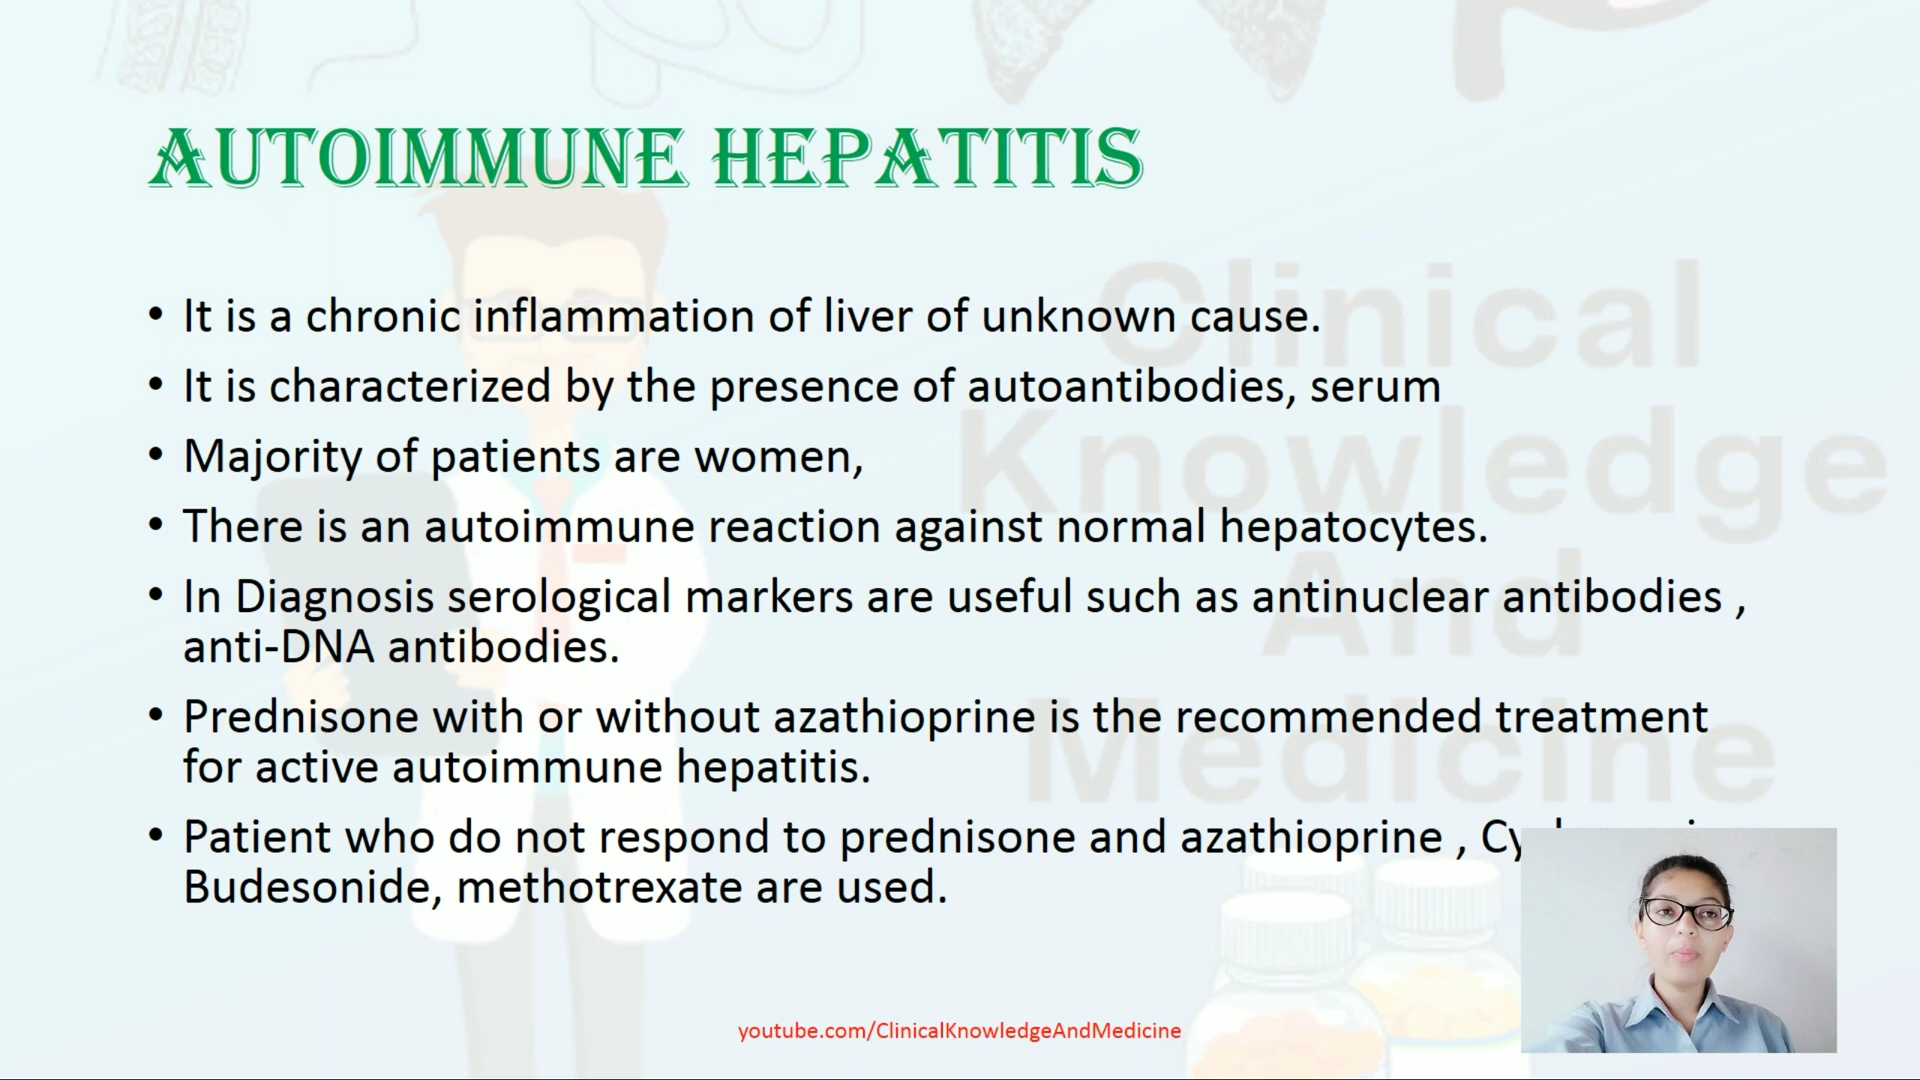 AUTOIMMUNE HEPATITIS
• It is a chronic inflammation of liver of unknown cause.
• It is characterized by the presence of autoantibodies, serum
• Majority of patients are women,
• There is an autoimmune reaction against normal hepatocytes.
• In Diagnosis serological markers are useful such as antinuclear antibodies ,
anti-DNA antibodies.
• Prednisone with or without azathioprine is the recommended treatment
for active autoimmune hepatitis.
• Patient who do not respond to prednisone and azathioprine ,
Budesonide, methotrexate are used.
Clinical
Knowledge
And
Medicine
youtube.com/ClinicalKnowledgeAndMedicine